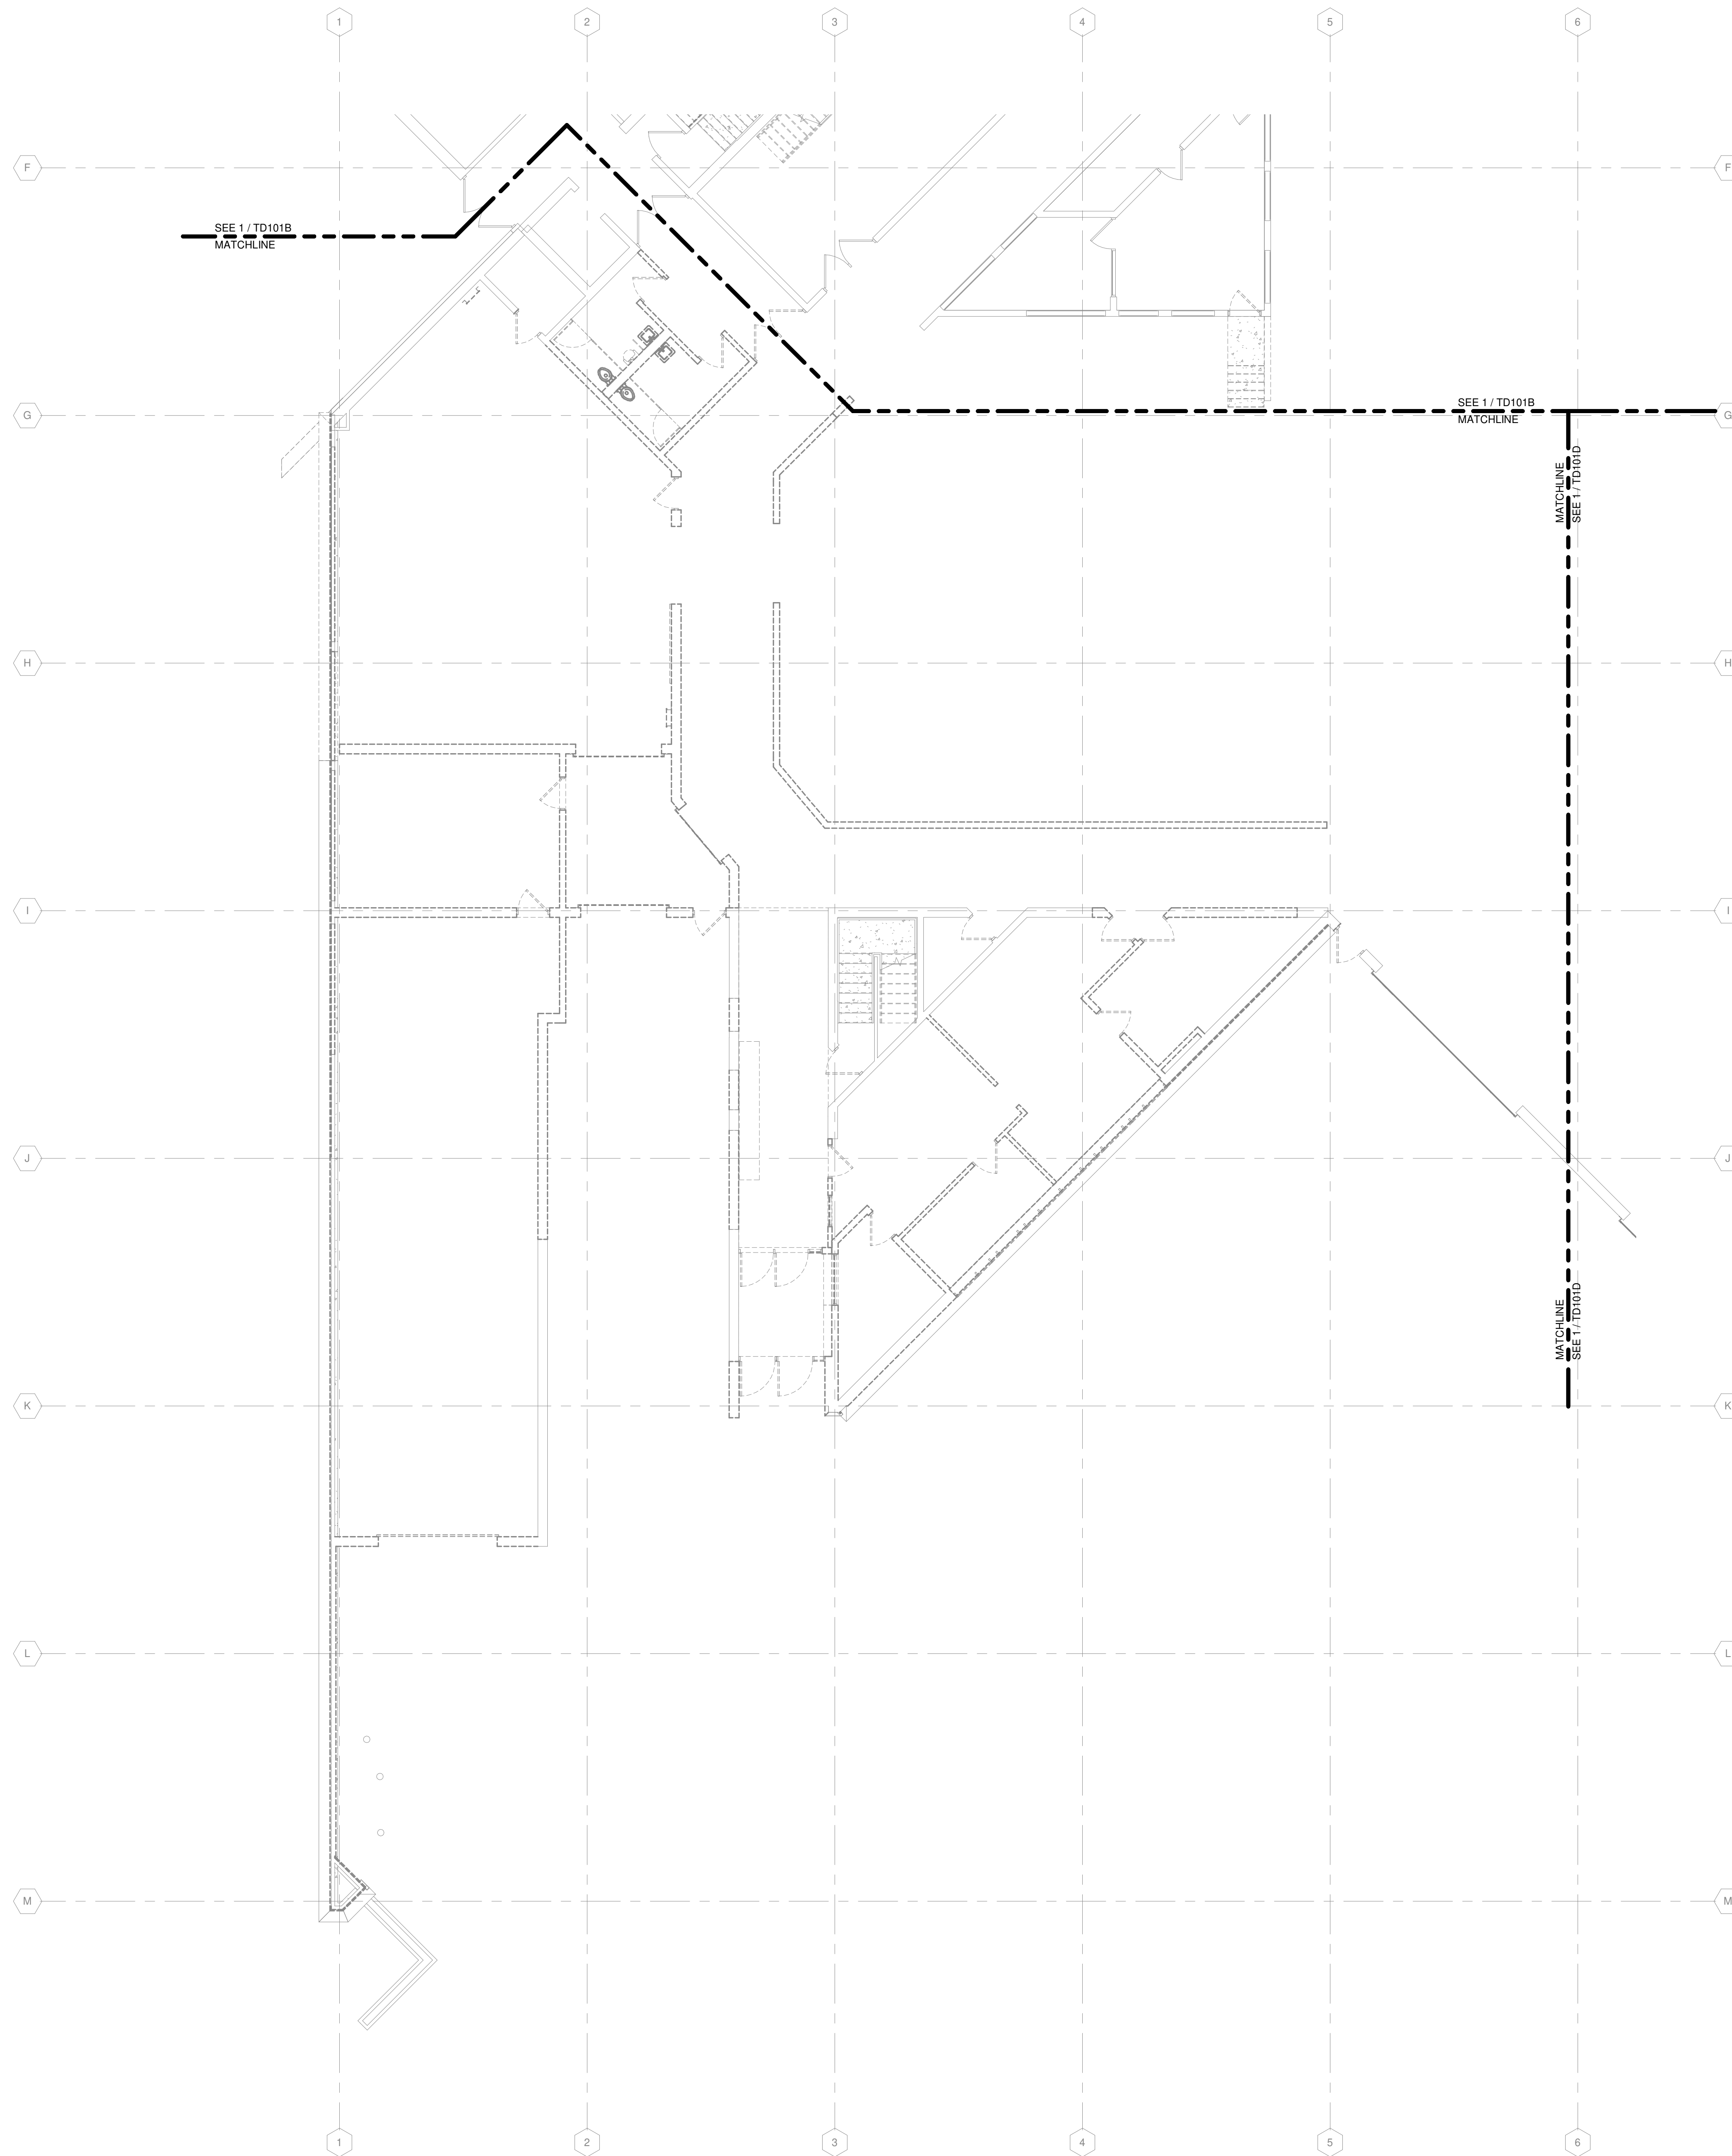 1 2 3 4 5 6
F F
SEE 1 / TD101B
MATCHLINE
SEE 1 / TD101B
G G
MATCHLINE
MATCHLINE
SEE 1 / TD101D
H H
I I
J J
MATCHLINE
SEE 1 / TD101D
K K
L L
M M
1 2 3 4 5 6